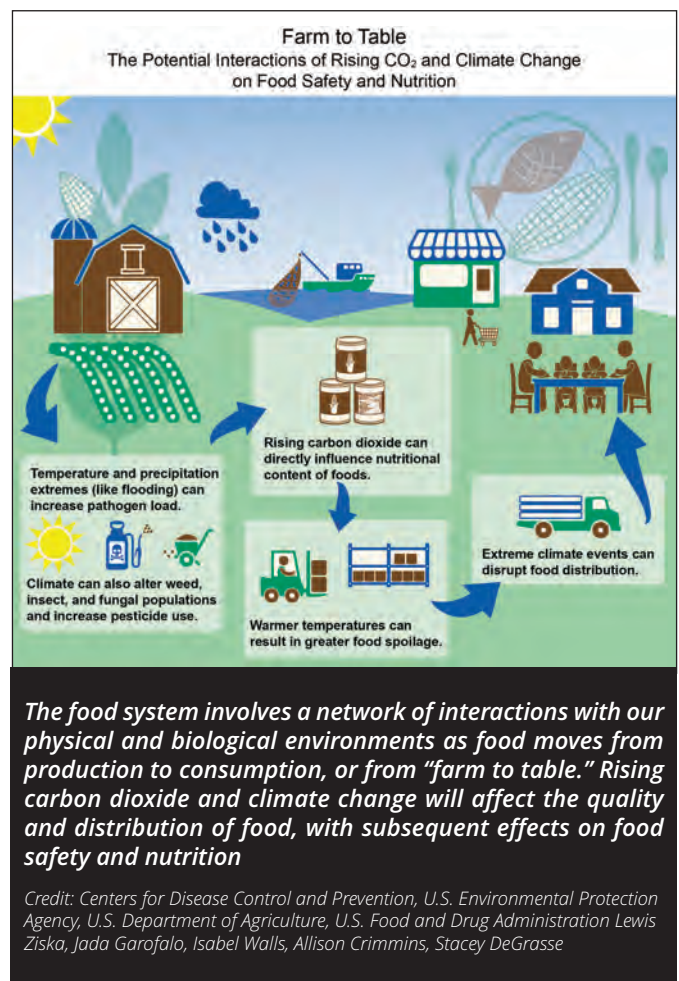 Farm to Table
The Potential Interactions of Rising CO₂ and Climate Change
on Food Safety and Nutrition
Temperature and precipitation
extremes (like flooding) can
increase pathogen load.
Climate can also alter weed,
insect, and fungal populations
and increase pesticide use.
Rising carbon dioxide can
directly influence nutritional
content of foods.
Warmer temperatures can
result in greater food spoilage.
Extreme climate events can
disrupt food distribution.
The food system involves a network of interactions with our
physical and biological environments as food moves from
production to consumption, or from “farm to table.” Rising
carbon dioxide and climate change will affect the quality
and distribution of food, with subsequent effects on food
safety and nutrition
Credit: Centers for Disease Control and Prevention, U.S. Environmental Protection
Agency, U.S. Department of Agriculture, U.S. Food and Drug Administration Lewis
Ziska, Jada Garofalo, Isabel Walls, Allison Crimmins, Stacey DeGrasse